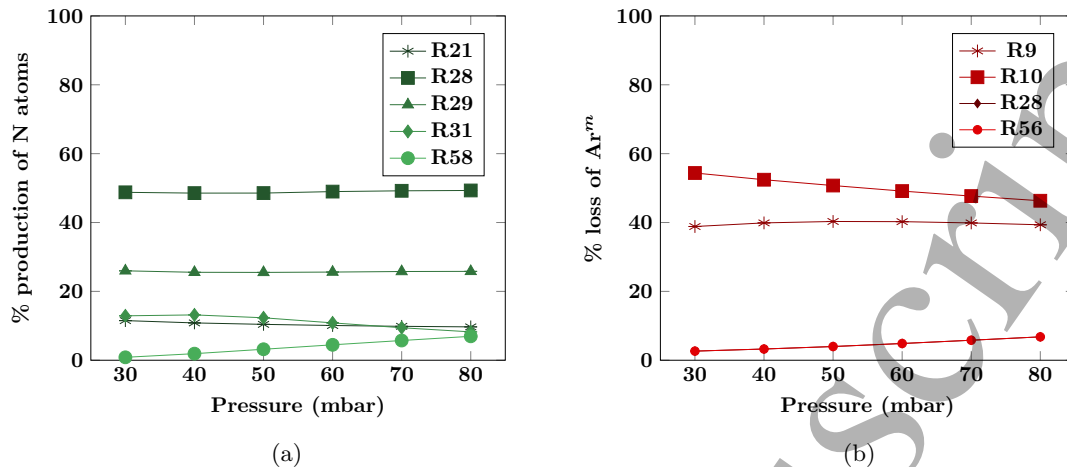 100
80
60
40
20
0
% production of N atoms
30 40 50 60 70 80
Pressure (mbar)
R21
R28
R29
R31
R58
(a)
100
80
60
40
20
0
% loss of Ar^m
30 40 50 60 70 80
Pressure (mbar)
R9
R10
R28
R56
(b)
script